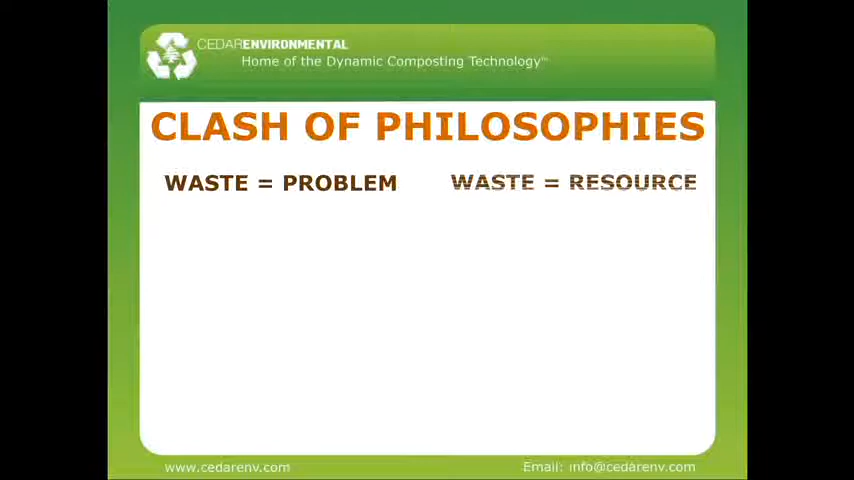 CEDARENVIRONMENTAL
Home of the Dynamic Composting Technology™
CLASH OF PHILOSOPHIES
WASTE = PROBLEM
WASTE = RESOURCE
www.cedarenv.com
Email: info@cedarenv.com